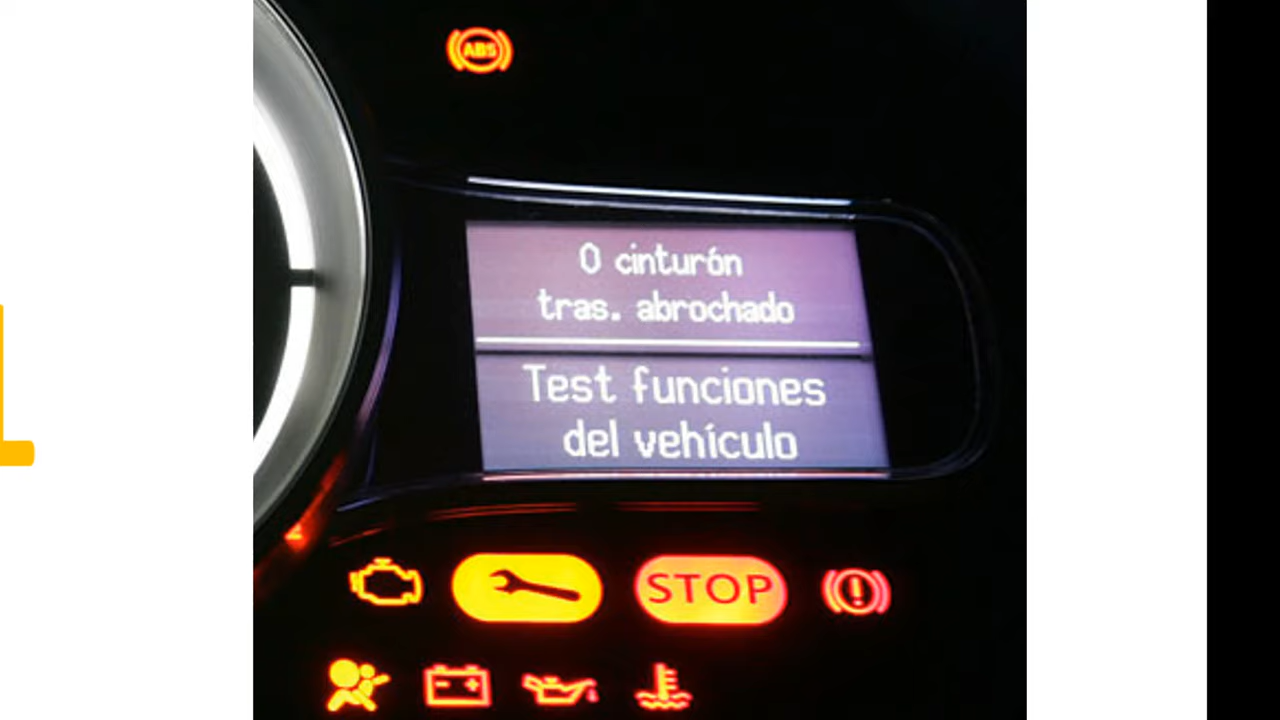 ABS
0 cinturón
tras. abrochado
Test funciones
del vehículo
STOP